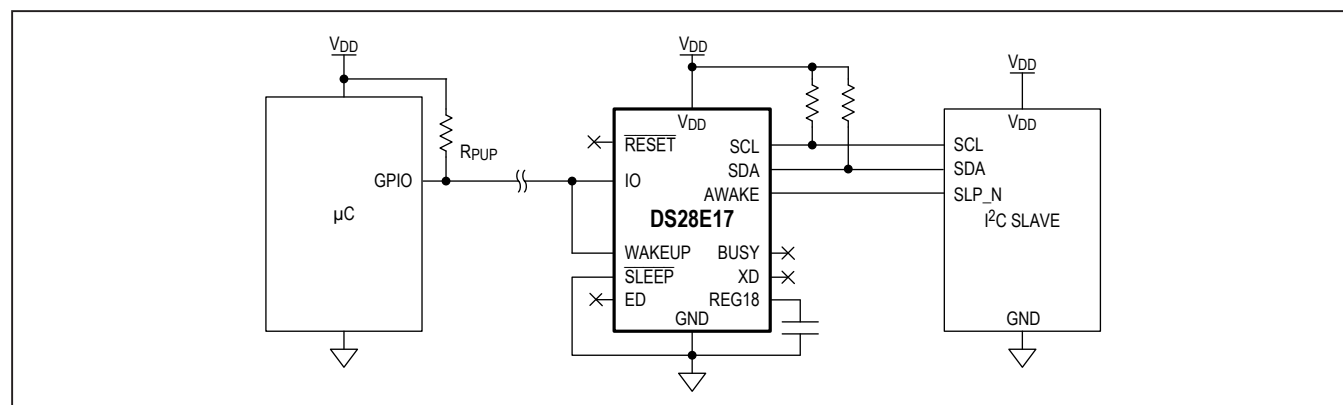 VDD
RPUP
GPIO
µC
VDD
VDD
RESET
IO
WAKEUP
SLEEP
ED
SCL
SDA
AWAKE
DS28E17
BUSY
XD
REG18
GND
VDD
VDD
SCL
SDA
SLP_N
I2C SLAVE
GND